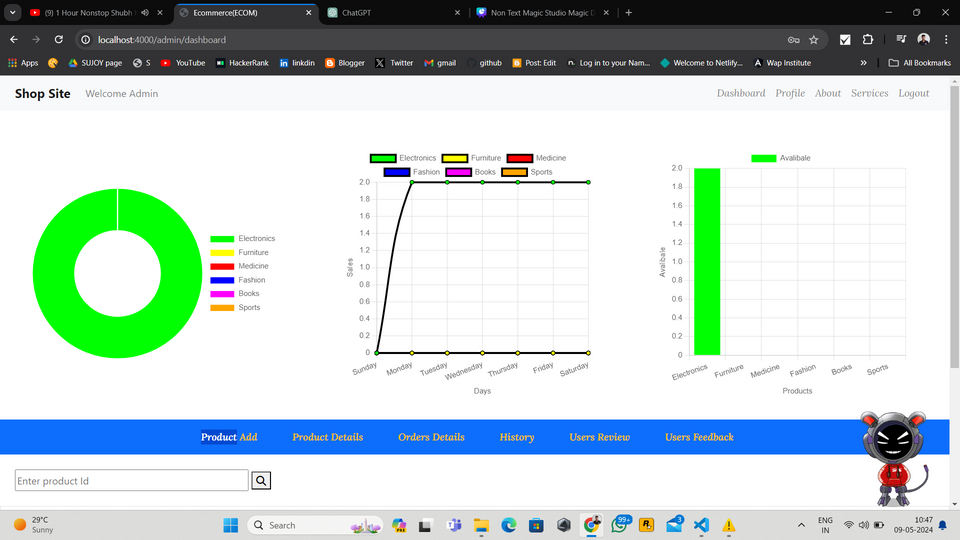 (9) 1 Hour Nonstop Shubh
Ecommerce(ECOM)
ChatGPT
Non Text Magic Studio Magic D
localhost:4000/admin/dashboard
Apps
SUJOY page
S
YouTube
HackerRank
linkdin
Blogger
Twitter
gmail
github
Post: Edit
Log in to your Nam...
Welcome to Netlify...
Wap Institute
»
All Bookmarks
Shop Site
Welcome Admin
Dashboard
Profile
About
Services
Logout
Electronics
Furniture
Medicine
Fashion
Books
Sports
Electronics
Furniture
Medicine
Fashion
Books
Sports
2.0
1.8
1.6
1.4
1.2
1.0
0.8
0.6
0.4
0.2
0
Sales
Sunday
Monday
Tuesday
Wednesday
Thursday
Friday
Saturday
Days
Avalibale
2.0
1.8
1.6
1.4
1.2
1.0
0.8
0.6
0.4
0.2
0
Avalibale
Electronics
Furniture
Medicine
Fashion
Books
Sports
Products
Product Add
Product Details
Orders Details
History
Users Review
Users Feedback
Enter product Id
29°C
Sunny
Search
PRE
99+
R
3
ENG
IN
10:47
09-05-2024